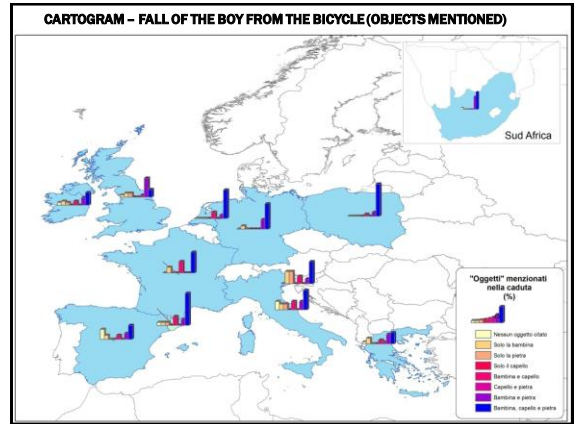 CARTOGRAM – FALL OF THE BOY FROM THE BICYCLE (OBJECTS MENTIONED)
Sud Africa
"Oggetti" menzionati
nella caduta
(%)
Nessun oggetto citato
Solo la bambina
Solo la pietra
Solo il capello
Bambina e capello
Capello e pietra
Bambina e pietra
Bambina, capello e pietra